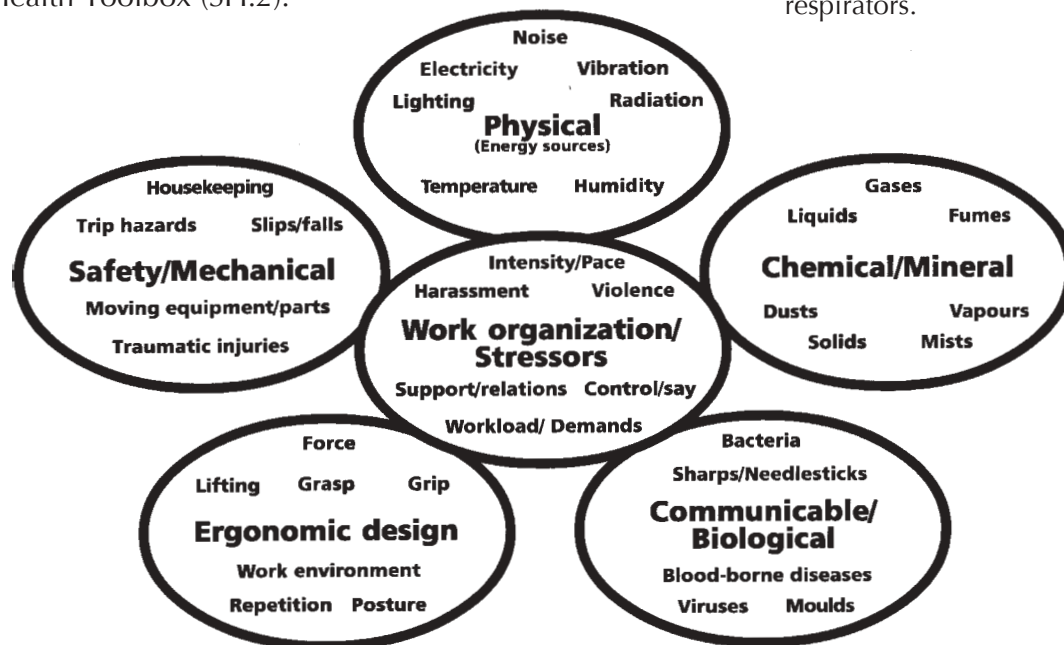 Health Toolbox (SH.2).
respirators.
Noise
Electricity Vibration
Lighting Radiation
Physical
(Energy sources)
Temperature Humidity
Housekeeping
Trip hazards Slips/falls
Safety/Mechanical
Moving equipment/parts
Traumatic injuries
Gases
Liquids Fumes
Chemical/Mineral
Dusts Vapours
Solids Mists
Intensity/Pace
Harassment Violence
Work organization/
Stressors
Support/relations Control/say
Workload/ Demands
Force
Lifting Grasp Grip
Ergonomic design
Work environment
Repetition Posture
Bacteria
Sharps/Needlesticks
Communicable/
Biological
Blood-borne diseases
Viruses Moulds